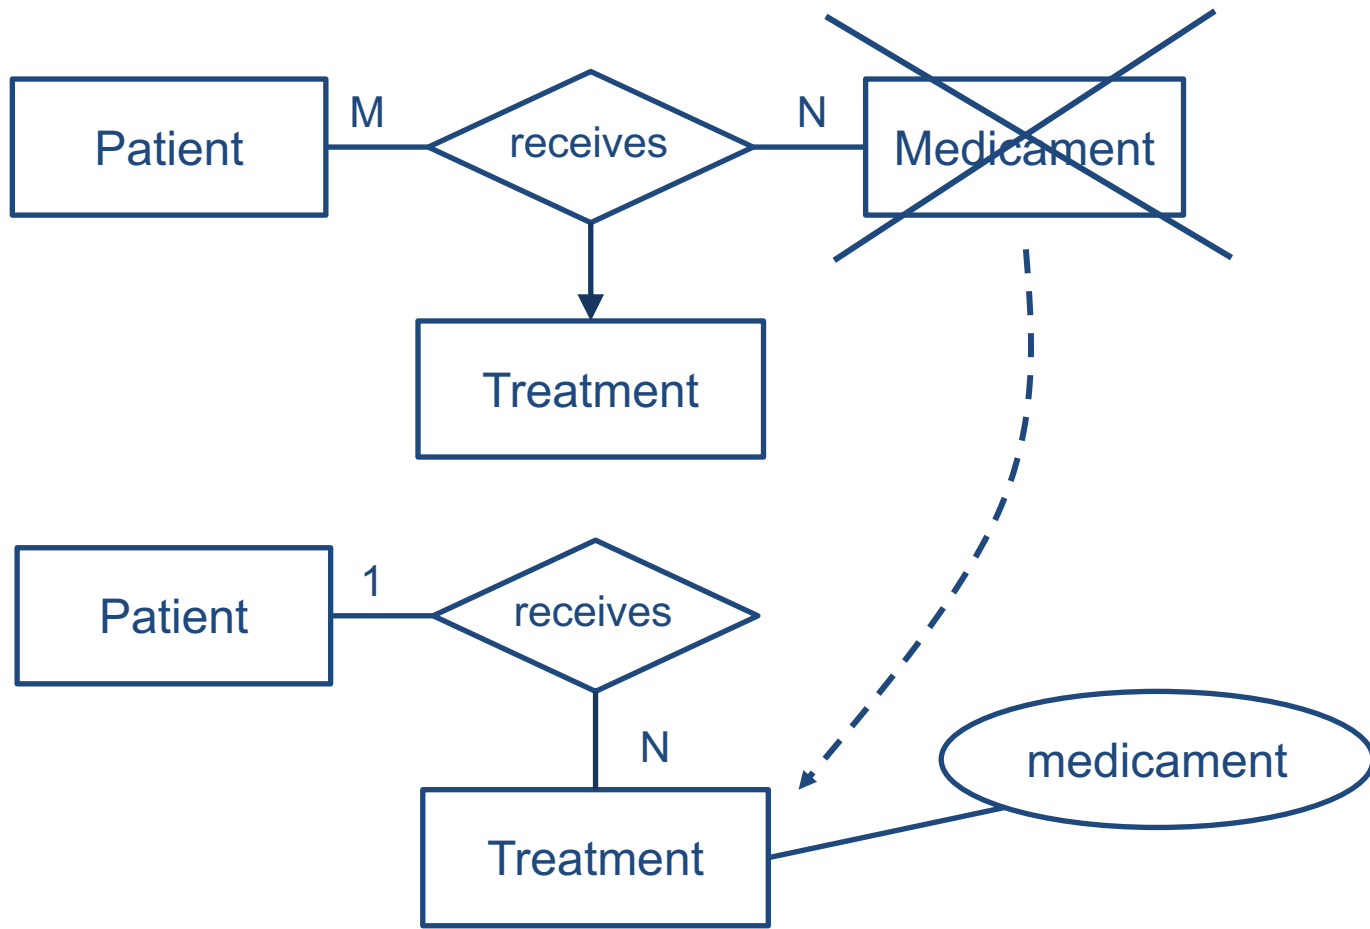 Patient
M
receives
N
Medicament
Treatment
Patient
1
receives
N
Treatment
medicament